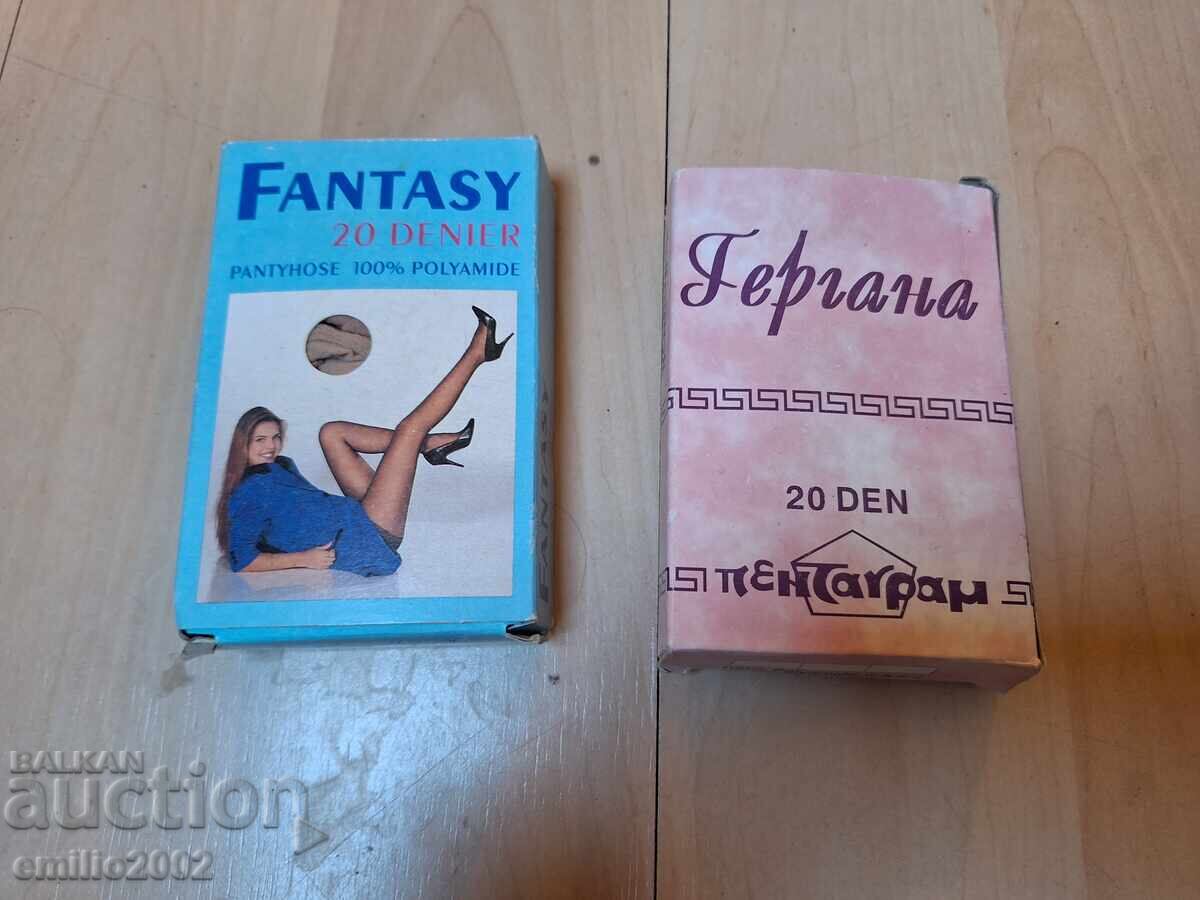 FANTASY
20 DENIER
PANTYHOSE 100% POLYAMIDE
FANTASY
Гергана
20 DEN
пентаграм
BALKAN
auction
emilio2002